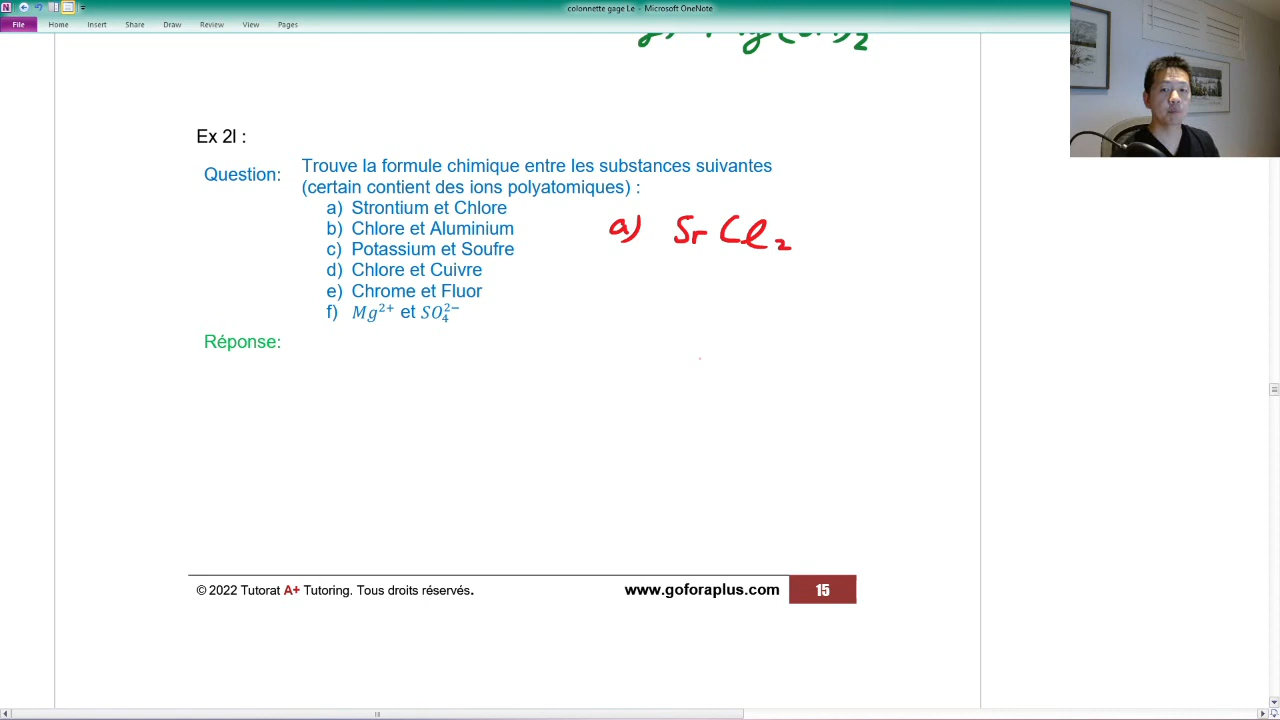 colonnette gage Le - Microsoft OneNote
File Home Insert Share Draw Review View Pages
Ex 2l :
Question: Trouve la formule chimique entre les substances suivantes
(certain contient des ions polyatomiques) :
a) Strontium et Chlore
b) Chlore et Aluminium
c) Potassium et Soufre
d) Chlore et Cuivre
e) Chrome et Fluor
f) Mg²⁺ et SO₄²⁻
a) SrCl₂
Réponse:
© 2022 Tutorat A+ Tutoring. Tous droits réservés.
www.goforaplus.com 15